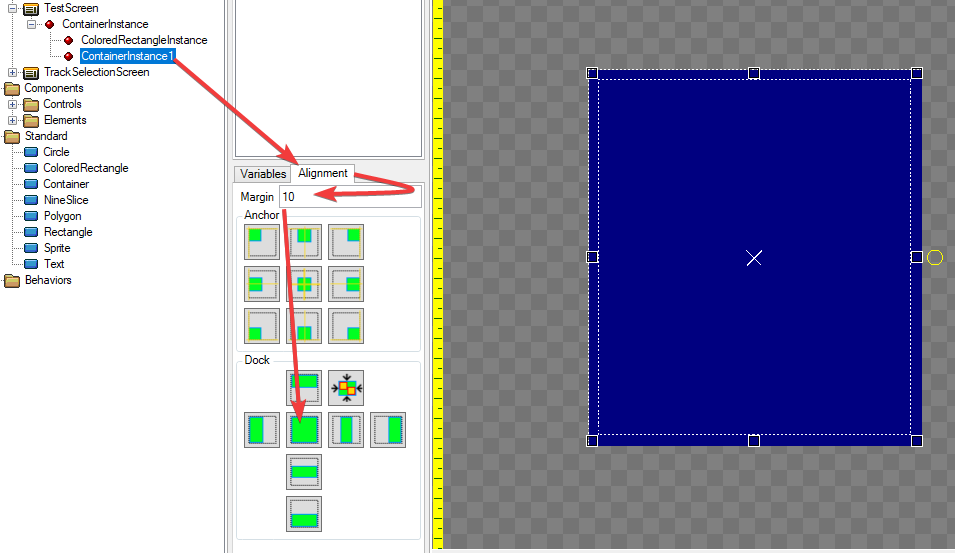 TestScreen
ContainerInstance
ColoredRectangleInstance
ContainerInstance1
TrackSelectionScreen
Components
Controls
Elements
Standard
Circle
ColoredRectangle
Container
NineSlice
Polygon
Rectangle
Sprite
Text
Behaviors
Variables Alignment
Margin 10
Anchor
Dock